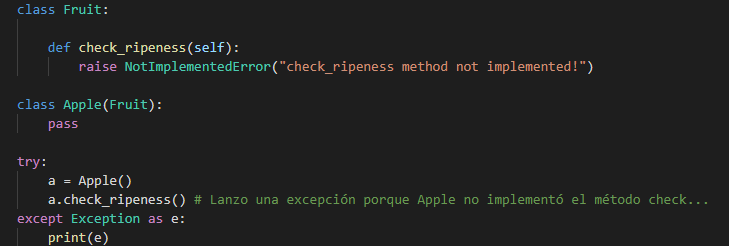 class Fruit:
    def check_ripeness(self):
        raise NotImplementedError("check_ripeness method not implemented!")
class Apple(Fruit):
    pass
try:
    a = Apple()
    a.check_ripeness() # Lanzo una excepción porque Apple no implementó el método check...
except Exception as e:
    print(e)